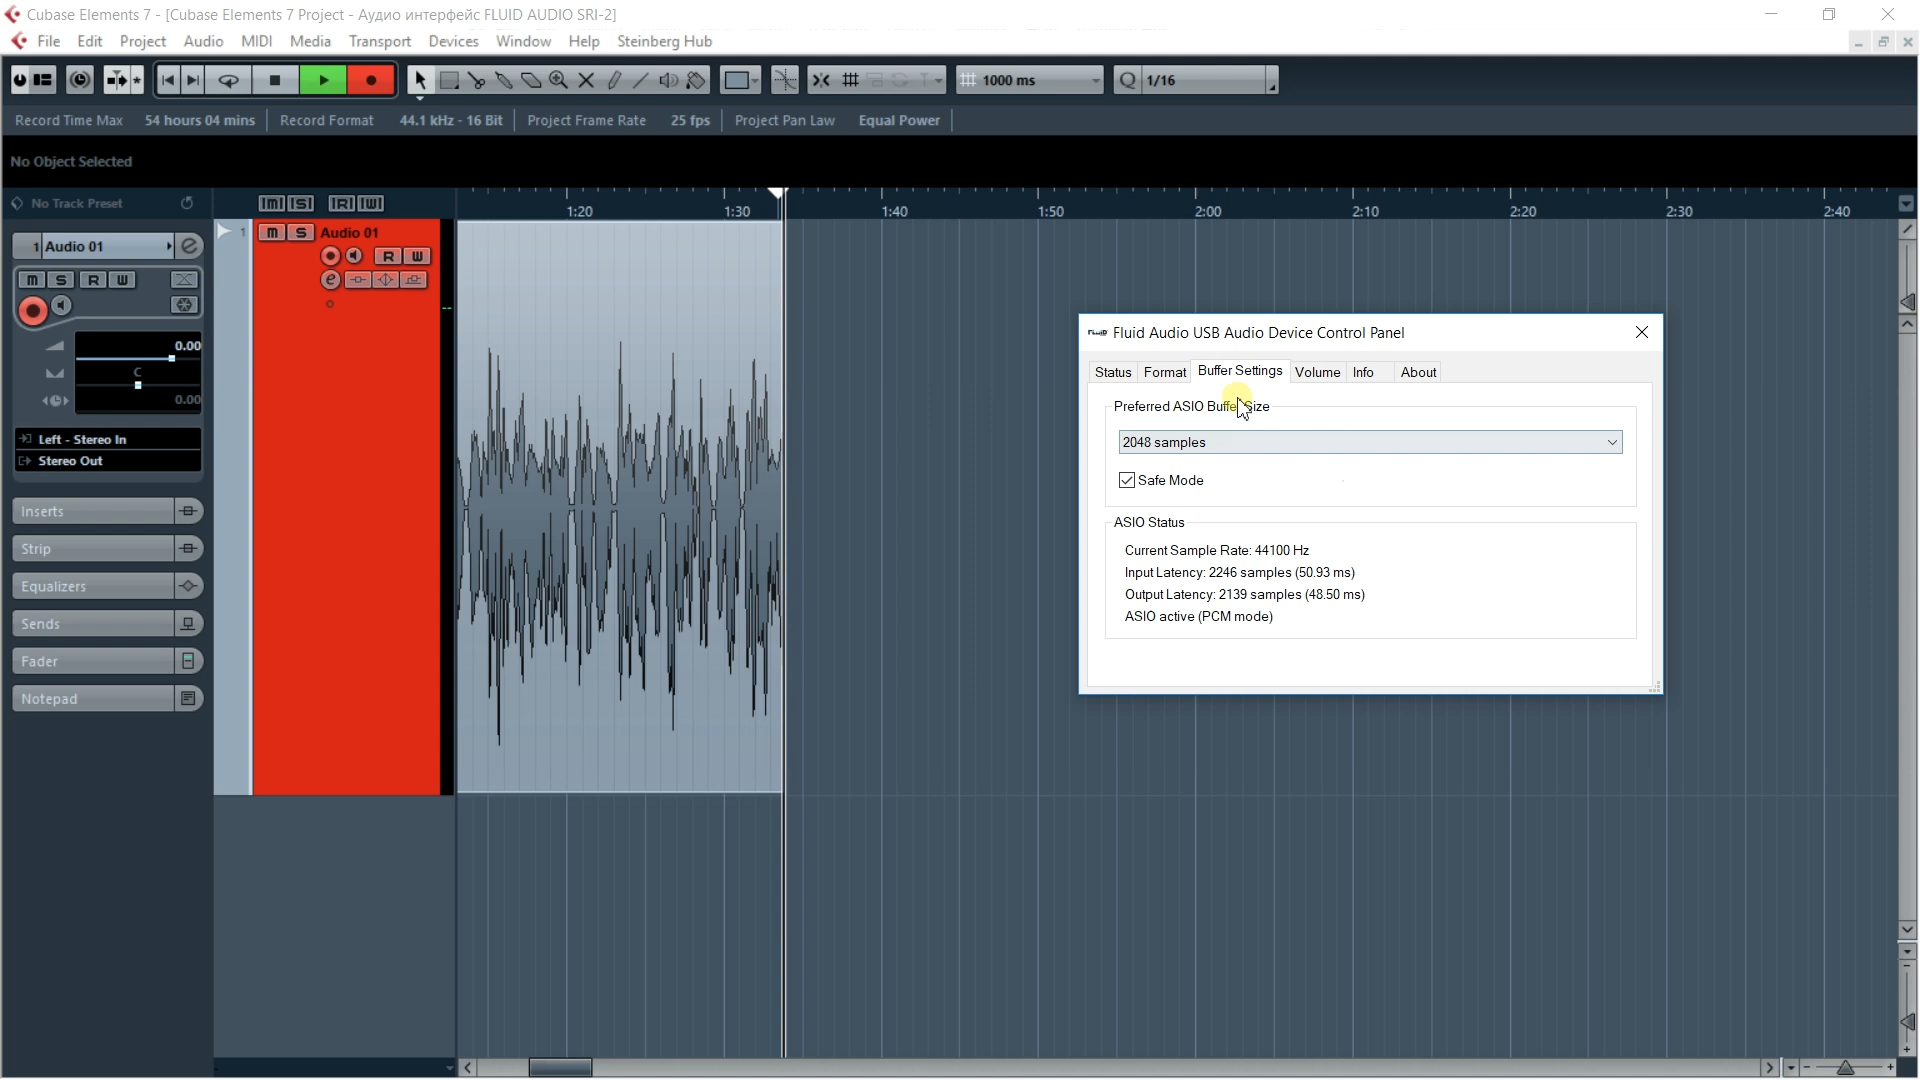 Cubase Elements 7 - [Cubase Elements 7 Project - Аудио интерфейс FLUID AUDIO SRI-2]
File Edit Project Audio MIDI Media Transport Devices Window Help Steinberg Hub
1000 ms Q 1/16
Record Time Max 54 hours 04 mins Record Format 44.1 kHz - 16 Bit Project Frame Rate 25 fps Project Pan Law Equal Power
No Object Selected
No Track Preset
M S R W
1:20 1:30 1:40 1:50 2:00 2:10 2:20 2:30 2:40
1 Audio 01 e
M S R W
0.00
C
0.00
Left - Stereo In
Stereo Out
Inserts
Strip
Equalizers
Sends
Fader
Notepad
1 M S Audio 01
R W
e
FLUID Fluid Audio USB Audio Device Control Panel
Status Format Buffer Settings Volume Info About
Preferred ASIO Buffer Size
2048 samples
Safe Mode
ASIO Status
Current Sample Rate: 44100 Hz
Input Latency: 2246 samples (50.93 ms)
Output Latency: 2139 samples (48.50 ms)
ASIO active (PCM mode)